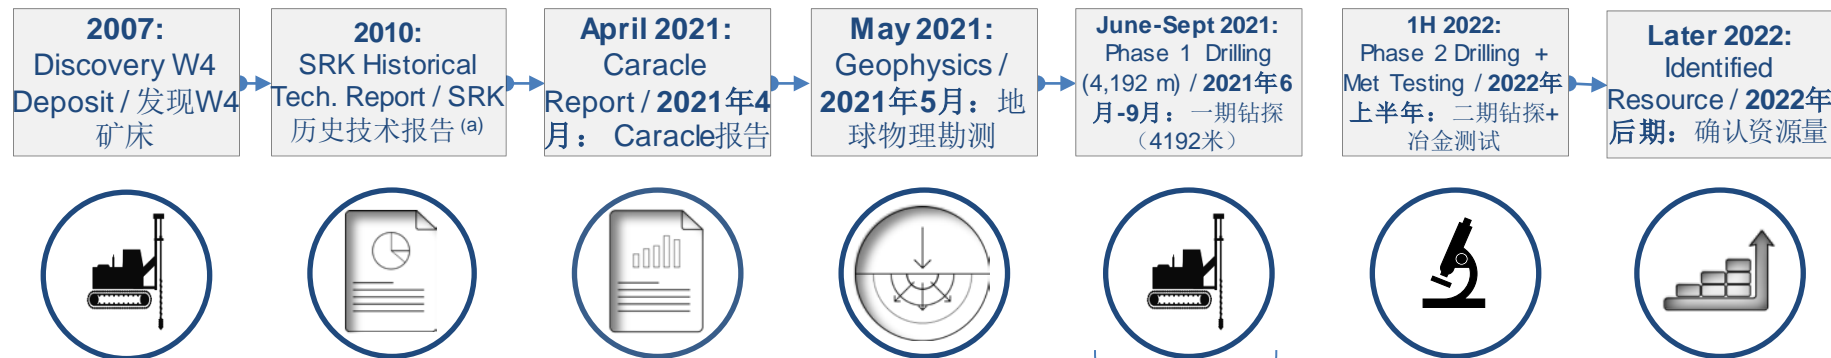 2007:
Discovery W4
Deposit / 发现W4
矿床
2010:
SRK Historical
Tech. Report / SRK
历史技术报告 (a)
April 2021:
Caracle
Report / 2021年4
月： Caracle报告
May 2021:
Geophysics /
2021年5月：地
球物理勘测
June-Sept 2021:
Phase 1 Drilling
(4,192 m) / 2021年6
月-9月：一期钻探
（4192米）
1H 2022:
Phase 2 Drilling +
Met Testing / 2022年
上半年：二期钻探+
冶金测试
Later 2022:
Identified
Resource / 2022年
后期：确认资源量